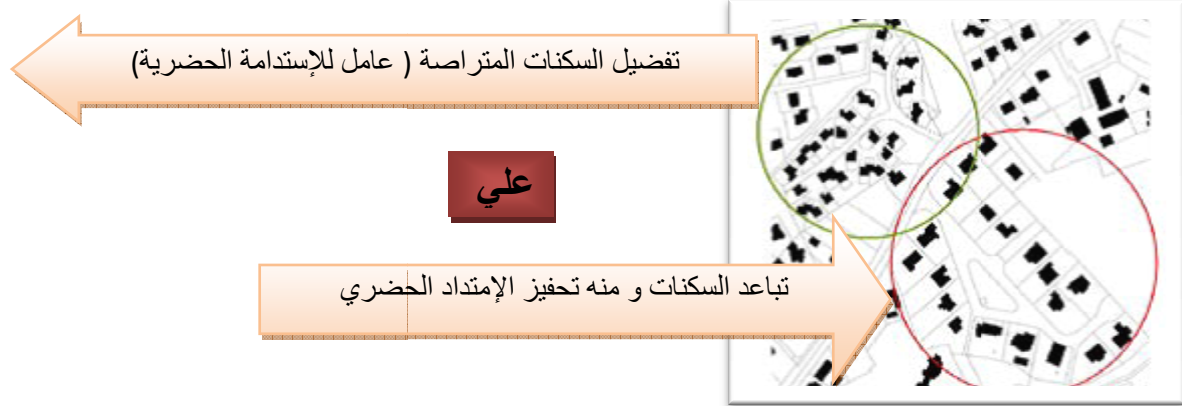 تفضيل السكنات المتراصة ( عامل للإستدامة الحضرية)
علي
تباعد السكنات و منه تحفيز الإمتداد الحضري